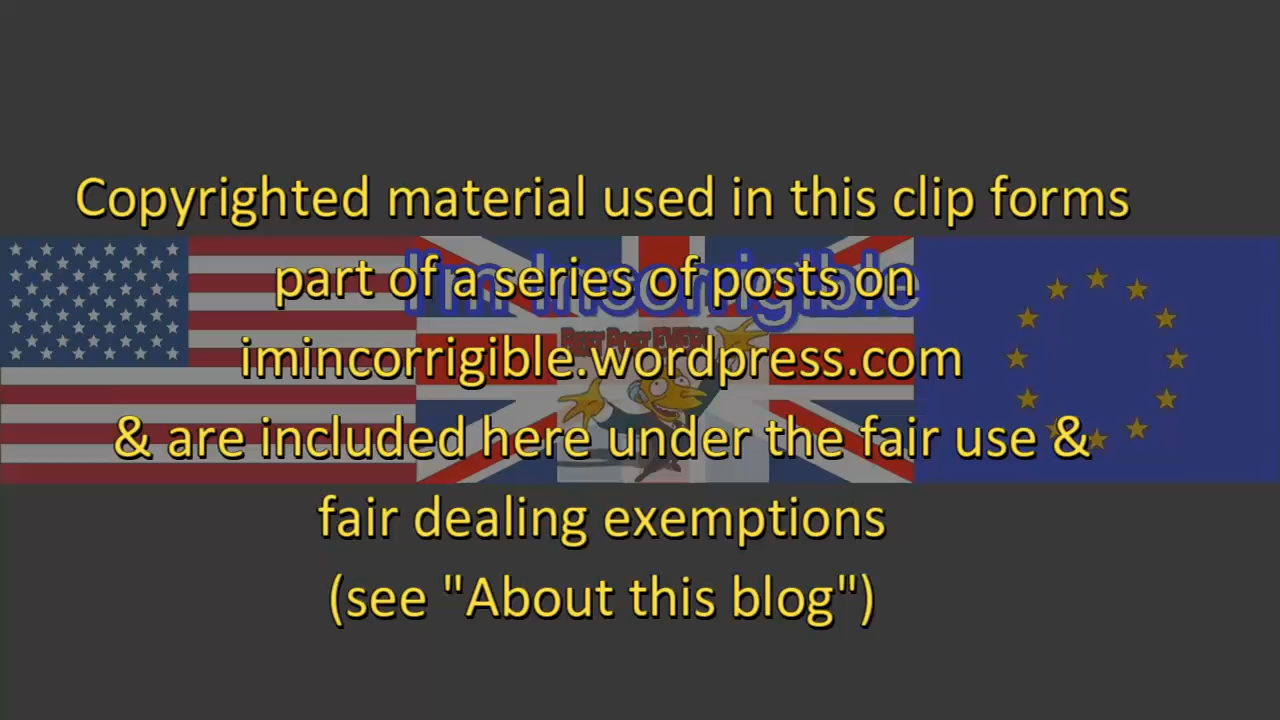 Copyrighted material used in this clip forms
I'm Incorrigible
part of a series of posts on
imincorrigible.wordpress.com
& are included here under the fair use &
fair dealing exemptions
(see "About this blog")